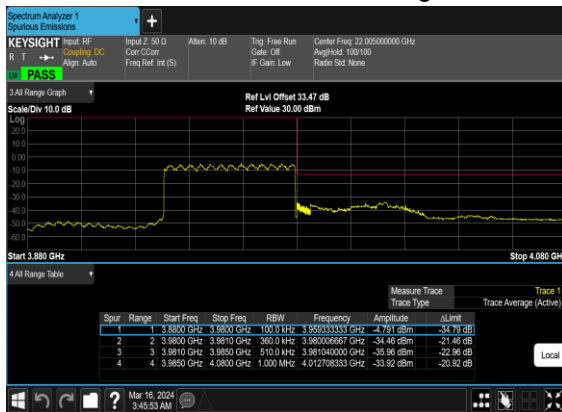 Spectrum Analyzer 1
Spurious Emissions
KEYSIGHT Input: RF Input Z: 50 Ω Atten: 10 dB Trig: Free Run Center Freq: 22.005000000 GHz
R T Coupling: DC Corr CCorr Gate: Off Avg|Hold: 100/100
Align: Auto Freq Ref: Int (S) IF Gain: Low Radio Std: None
PASS
3 All Range Graph
Ref Lvl Offset 33.47 dB
Scale/Div 10.0 dB Ref Value 30.00 dBm
Log
20.0
10.0
0.00
-10.0
-20.0
-30.0
-40.0
-50.0
-60.0
Start 3.880 GHz Stop 4.080 GH
4 All Range Table
Measure Trace Trace 1
Trace Type Trace Average (Active)
Spur Range Start Freq Stop Freq RBW Frequency Amplitude ΔLimit
1 1 3.8800 GHz 3.9800 GHz 100.0 kHz 3.959333333 GHz -4.791 dBm -34.79 dB
2 2 3.9800 GHz 3.9810 GHz 360.0 kHz 3.980006667 GHz -34.46 dBm -21.46 dB
3 3 3.9810 GHz 3.9850 GHz 510.0 kHz 3.981040000 GHz -35.96 dBm -22.96 dB
4 4 3.9850 GHz 4.0800 GHz 1.000 MHz 4.012708333 GHz -33.92 dBm -20.92 dB
Local
Mar 16, 2024
3:45:53 AM